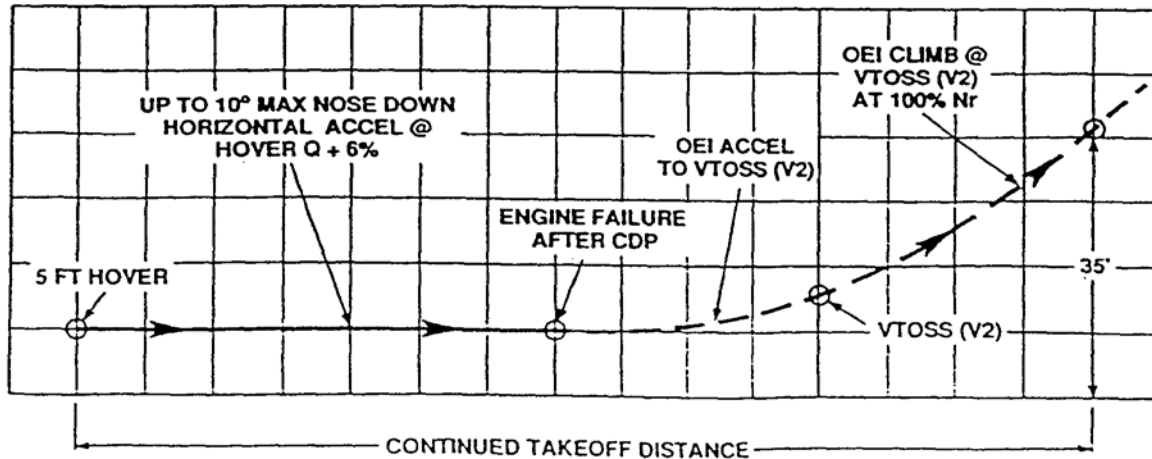 UP TO 10° MAX NOSE DOWN
HORIZONTAL ACCEL @
HOVER Q + 6%
OEI CLIMB @
VTOSS (V2)
AT 100% Nr
OEI ACCEL
TO VTOSS (V2)
ENGINE FAILURE
AFTER CDP
5 FT HOVER
35'
VTOSS (V2)
CONTINUED TAKEOFF DISTANCE